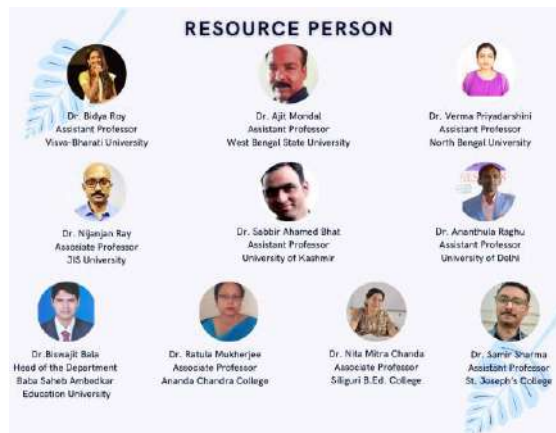 RESOURCE PERSON
Dr. Bidya Roy
Assistant Professor
Visva-Bharati University
Dr. Ajit Mondal
Assistant Professor
West Bengal State University
Dr. Verma Priyadarshini
Assistant Professor
North Bengal University
Dr. Nijanjan Ray
Associate Professor
JIS University
Dr. Sabbir Ahamed Bhat
Assistant Professor
University of Kashmir
Dr. Ananthula Raghu
Assistant Professor
University of Delhi
Dr.Biswajit Bala
Head of the Department
Baba Saheb Ambedkar
Education University
Dr. Ratula Mukherjee
Associate Professor
Ananda Chandra College
Dr. Nita Mitra Chanda
Associate Professor
Siliguri B.Ed. College
Dr. Samir Sharma
Assistant Professor
St. Joseph's College